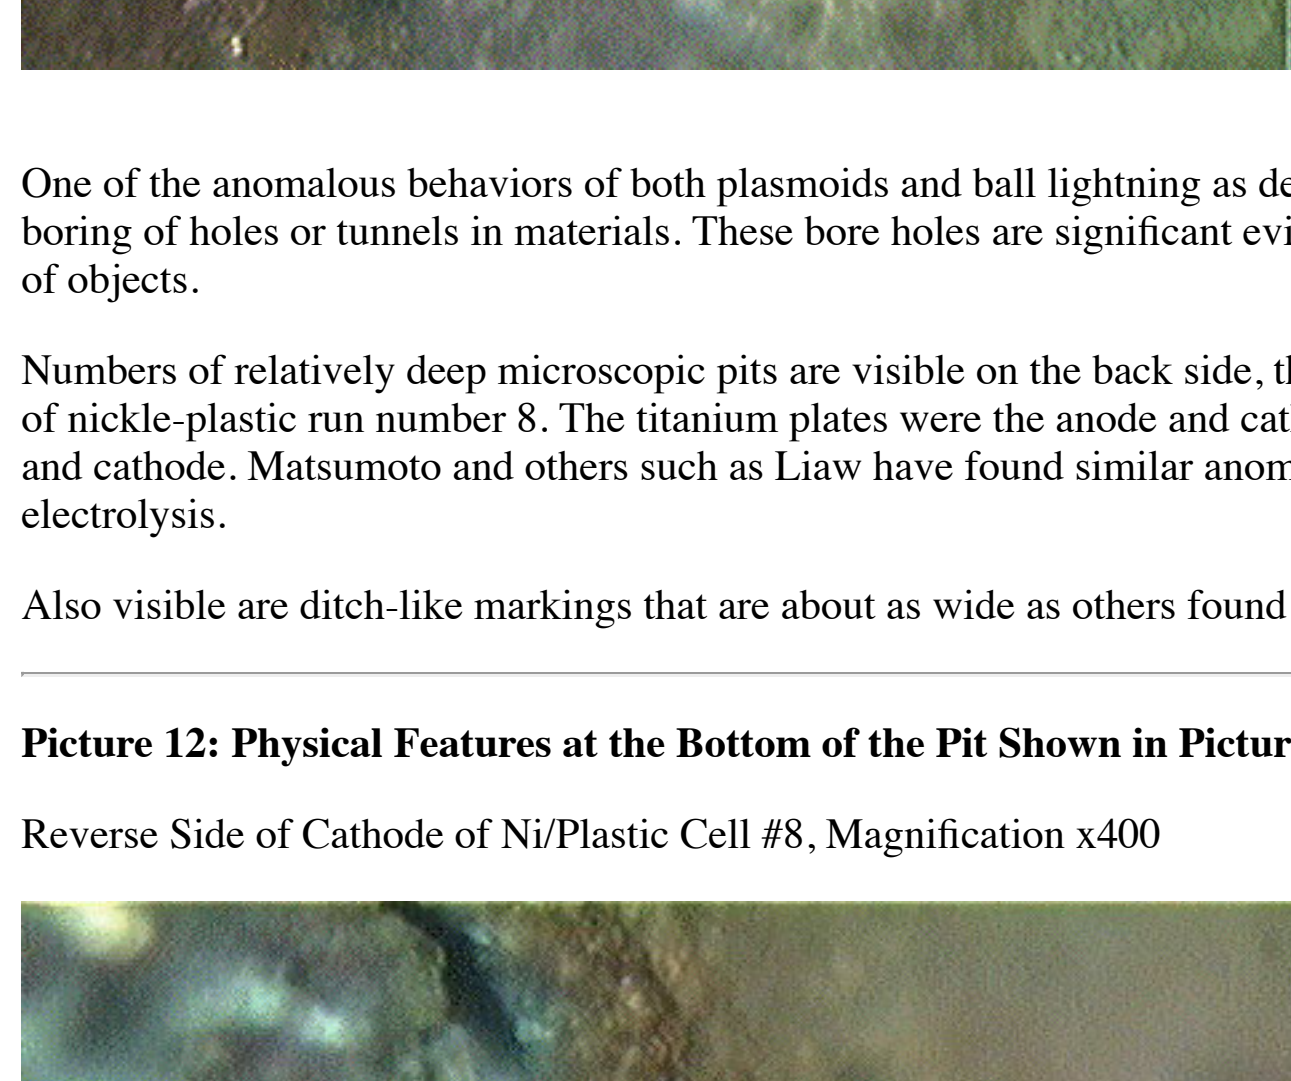 One of the anomalous behaviors of both plasmoids and ball lightning as
boring of holes or tunnels in materials. These bore holes are significant
of objects.
Numbers of relatively deep microscopic pits are visible on the back side,
of nickle-plastic run number 8. The titanium plates were the anode and
and cathode. Matsumoto and others such as Liaw have found similar
electrolysis.
Also visible are ditch-like markings that are about as wide as others found
Picture 12: Physical Features at the Bottom of the Pit Shown in
Reverse Side of Cathode of Ni/Plastic Cell #8, Magnification x400